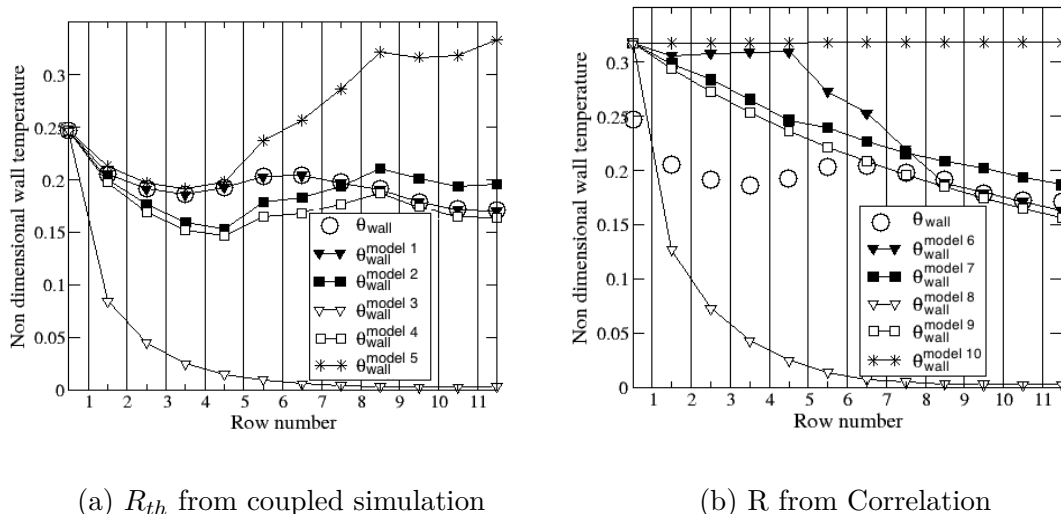 Non dimensional wall temperature
0.3
0.25
0.2
0.15
0.1
0.05
0
θwall
θwall model 1
θwall model 2
θwall model 3
θwall model 4
θwall model 5
1 2 3 4 5 6 7 8 9 10 11
Row number
(a) Rth from coupled simulation
Non dimensional wall temperature
0.3
0.25
0.2
0.15
0.1
0.05
0
θwall
θwall model 6
θwall model 7
θwall model 8
θwall model 9
θwall model 10
1 2 3 4 5 6 7 8 9 10 11
Row number
(b) R from Correlation